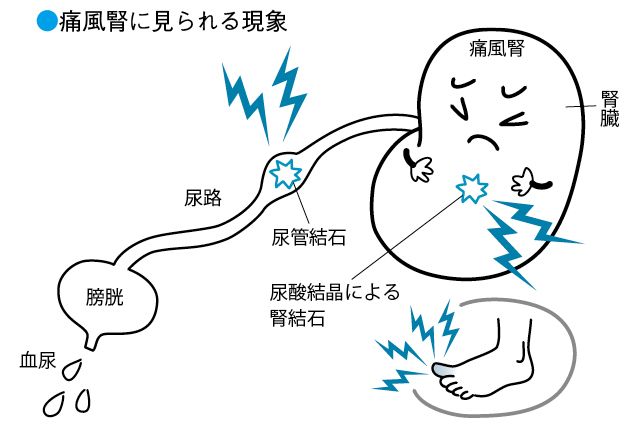 ●痛風腎に見られる現象
痛風腎
腎臓
尿路
尿管結石
膀胱
尿酸結晶による
腎結石
血尿